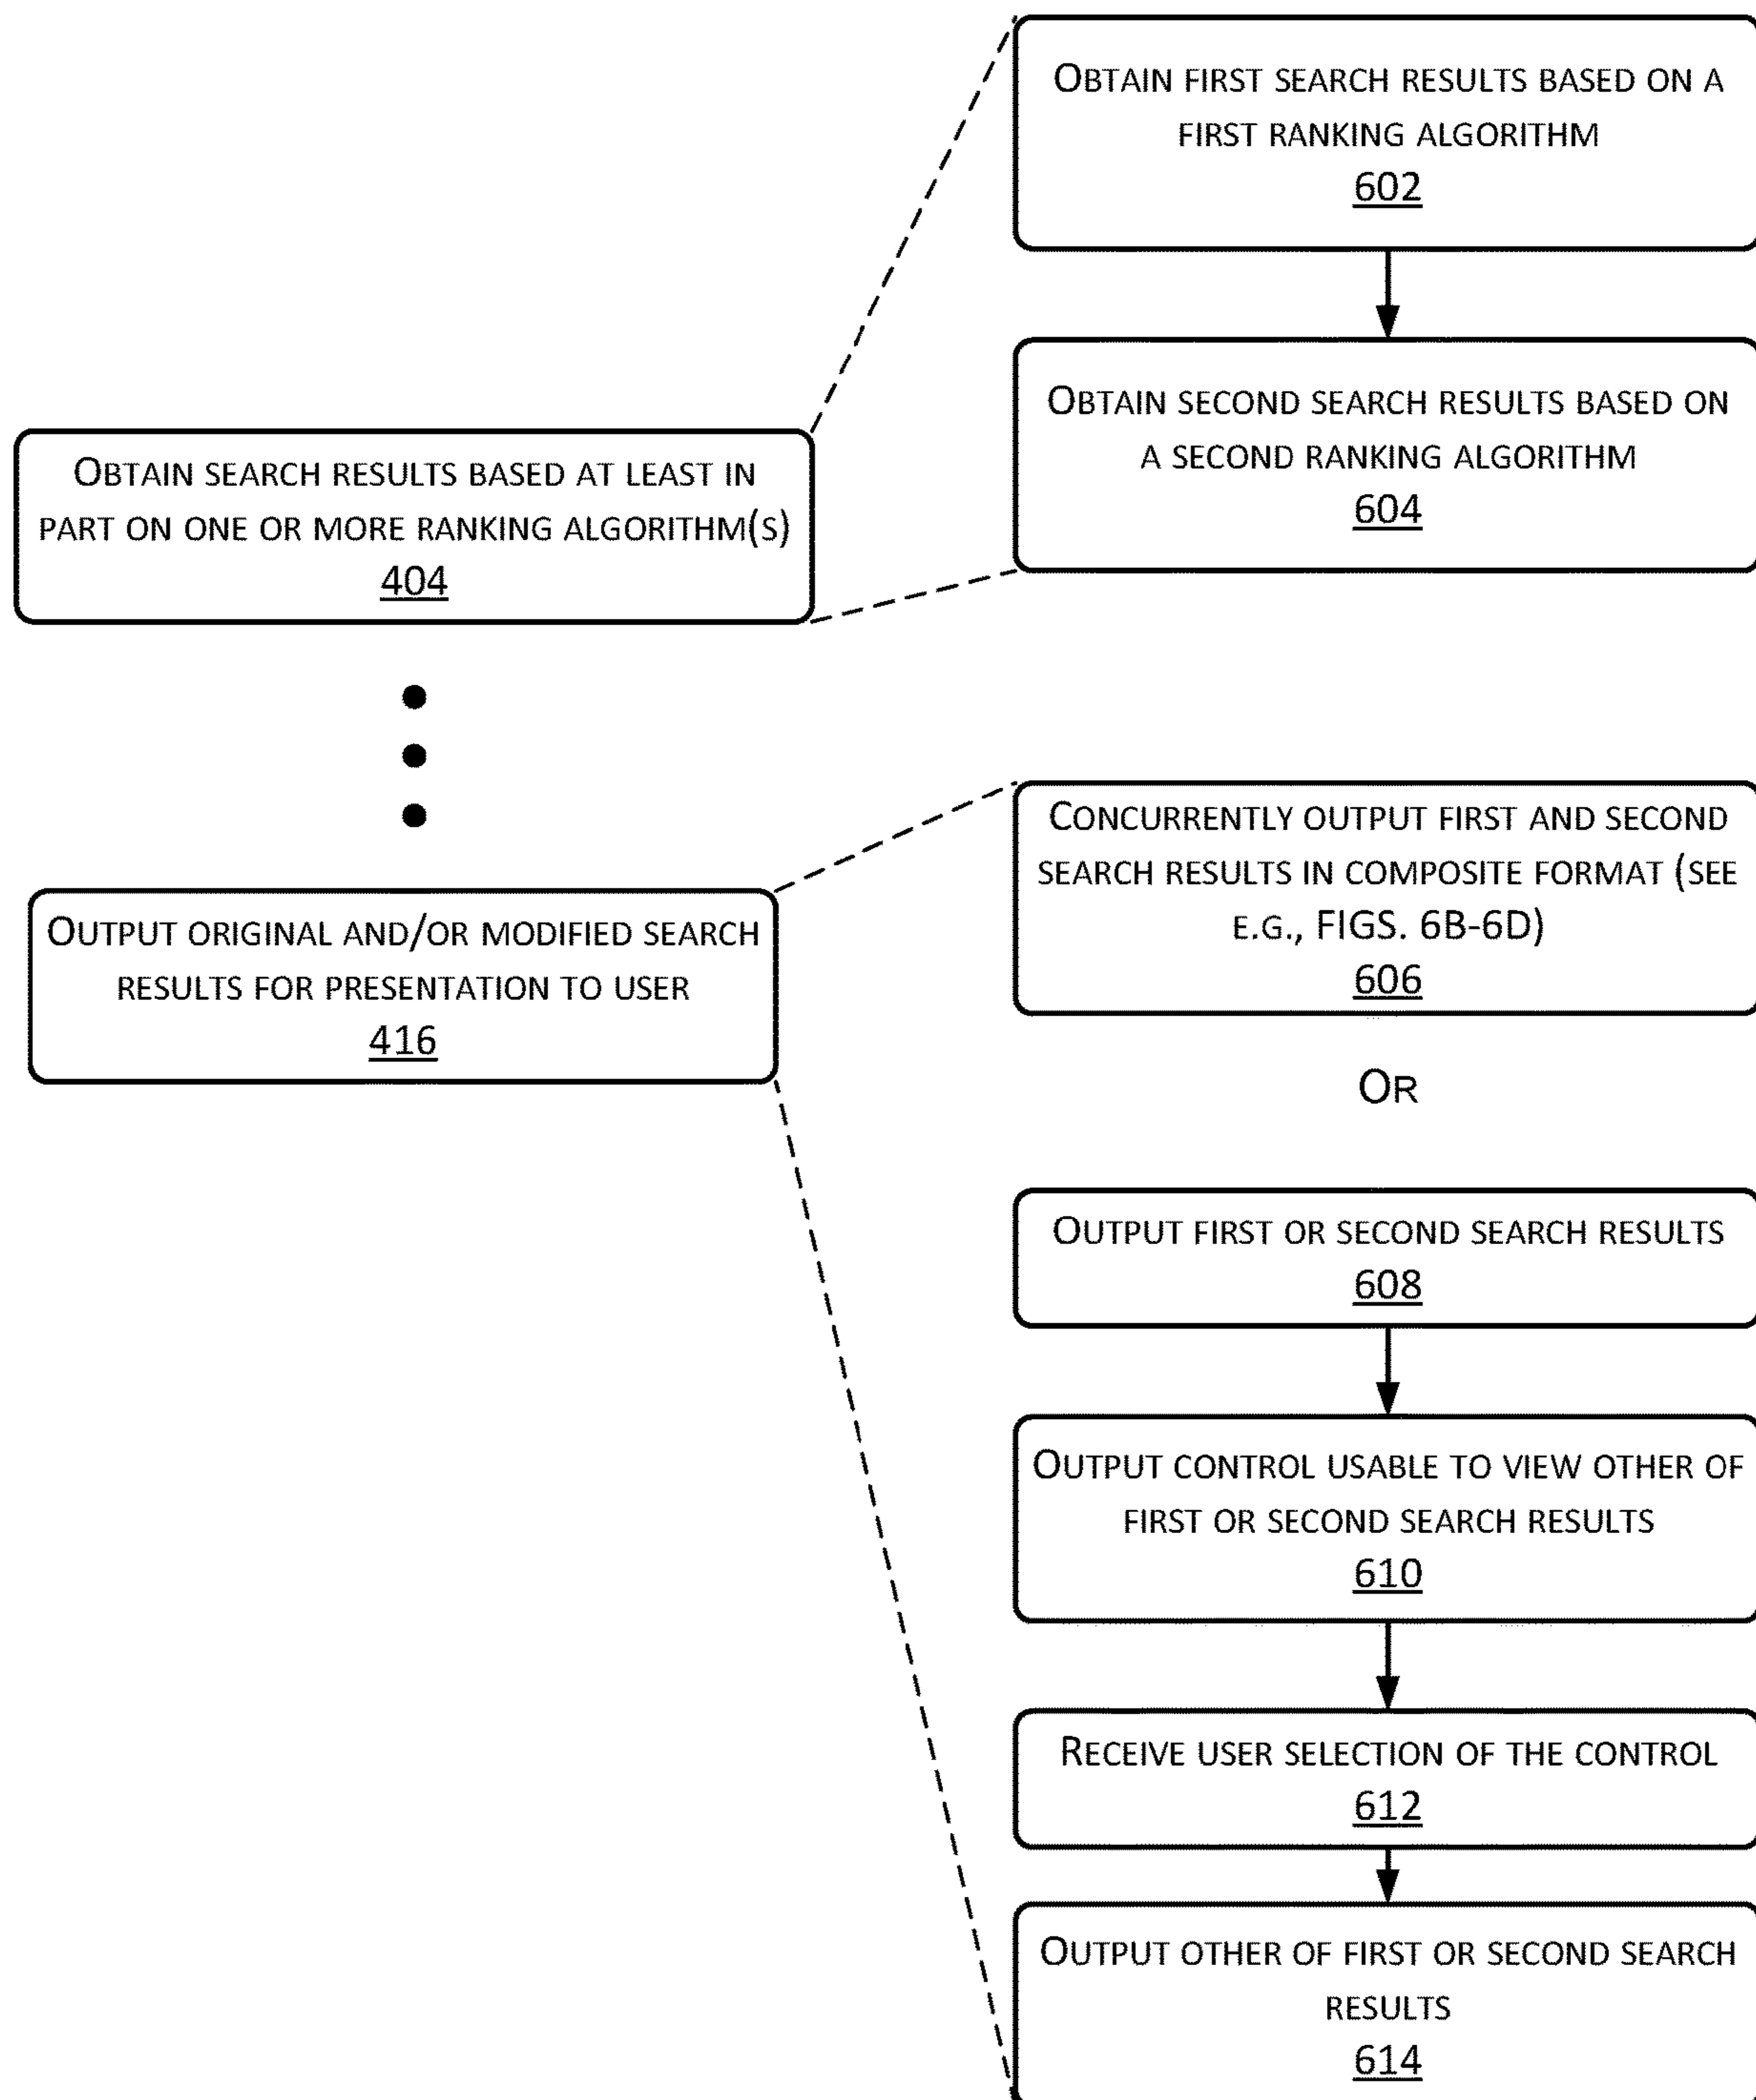 OBTAIN FIRST SEARCH RESULTS BASED ON A
FIRST RANKING ALGORITHM
602
OBTAIN SECOND SEARCH RESULTS BASED ON
A SECOND RANKING ALGORITHM
604
OBTAIN SEARCH RESULTS BASED AT LEAST IN
PART ON ONE OR MORE RANKING ALGORITHM(S)
404
CONCURRENTLY OUTPUT FIRST AND SECOND
SEARCH RESULTS IN COMPOSITE FORMAT (SEE
E.G., FIGS. 6B-6D)
606
OUTPUT ORIGINAL AND/OR MODIFIED SEARCH
RESULTS FOR PRESENTATION TO USER
416
OR
OUTPUT FIRST OR SECOND SEARCH RESULTS
608
OUTPUT CONTROL USABLE TO VIEW OTHER OF
FIRST OR SECOND SEARCH RESULTS
610
RECEIVE USER SELECTION OF THE CONTROL
612
OUTPUT OTHER OF FIRST OR SECOND SEARCH
RESULTS
614